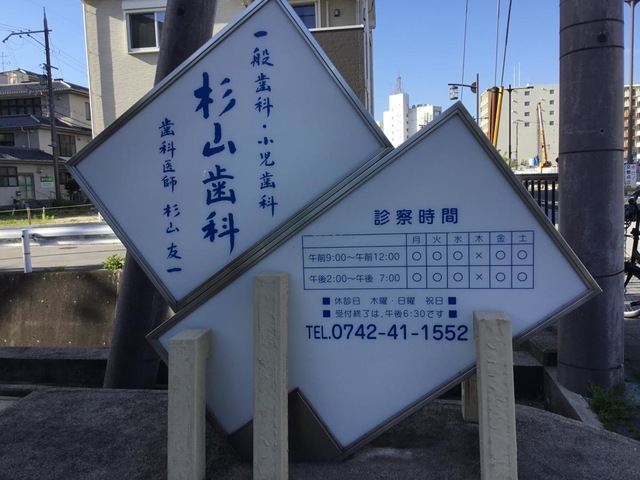 一般歯科・小児歯科
杉山歯科
歯科医師 杉山友一
診察時間
月 火 水 木 金 土
午前9:00～午前12:00 ○ ○ ○ × ○ ○
午後2:00～午後 7:00 ○ ○ ○ × ○ ○
■ 休診日 木曜・日曜 祝日 ■
■ 受付終了は、午後6:30です ■
TEL.0742-41-1552